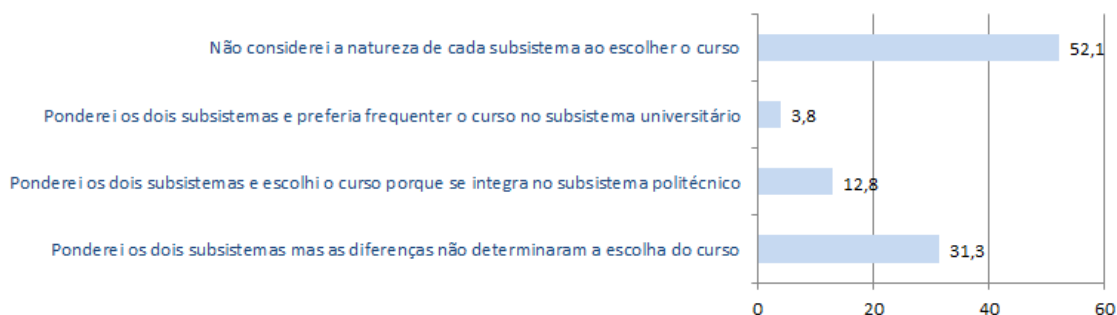 Não considerei a natureza de cada subsistema ao escolher o curso
52,1
Ponderei os dois subsistemas e preferia frequenter o curso no subsistema universitário
3,8
Ponderei os dois subsistemas e escolhi o curso porque se integra no subsistema politécnico
12,8
Ponderei os dois subsistemas mas as diferenças não determinaram a escolha do curso
31,3
0 20 40 60